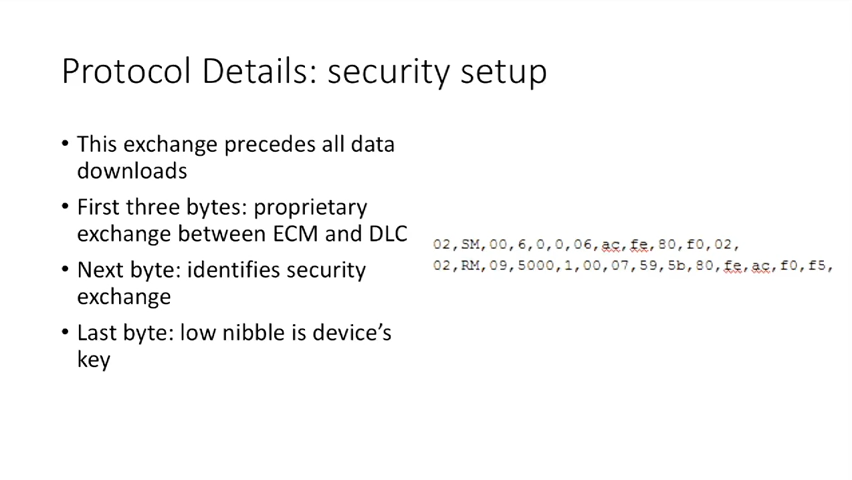 Protocol Details: security setup
• This exchange precedes all data
downloads
• First three bytes: proprietary
exchange between ECM and DLC
• Next byte: identifies security
exchange
• Last byte: low nibble is device’s
key
02,SM,00,6,0,0,06,ac,fe,80,f0,02,
02,RM,09,5000,1,00,07,59,5b,80,fe,ac,f0,f5,